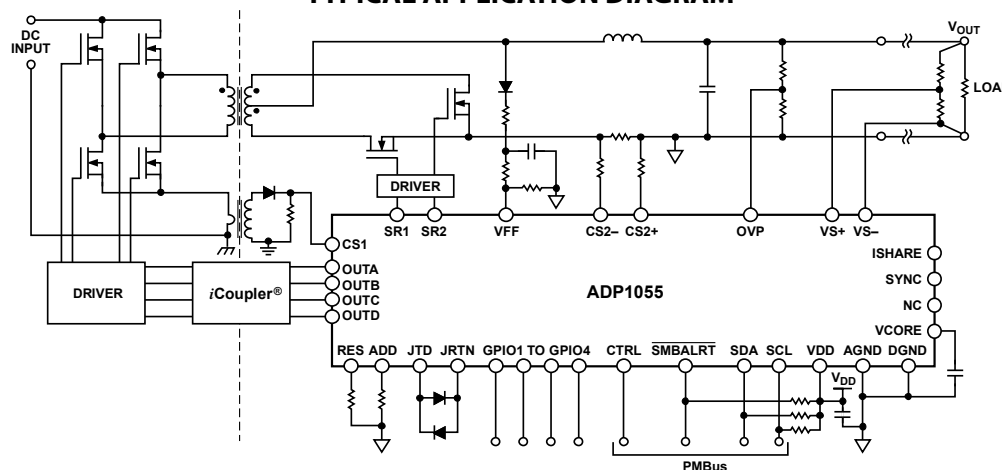 TYPICAL APPLICATION DIAGRAM
DC
INPUT
VOUT
LOA
DRIVER
SR1 SR2 VFF CS2– CS2+ OVP VS+ VS–
CS1
ISHARE
OUTA
SYNC
DRIVER
iCoupler®
OUTB
ADP1055
OUTC
NC
OUTD
VCORE
RES ADD JTD JRTN GPIO1 TO GPIO4 CTRL SMBALRT SDA SCL VDD AGND DGND
VDD
PMBus